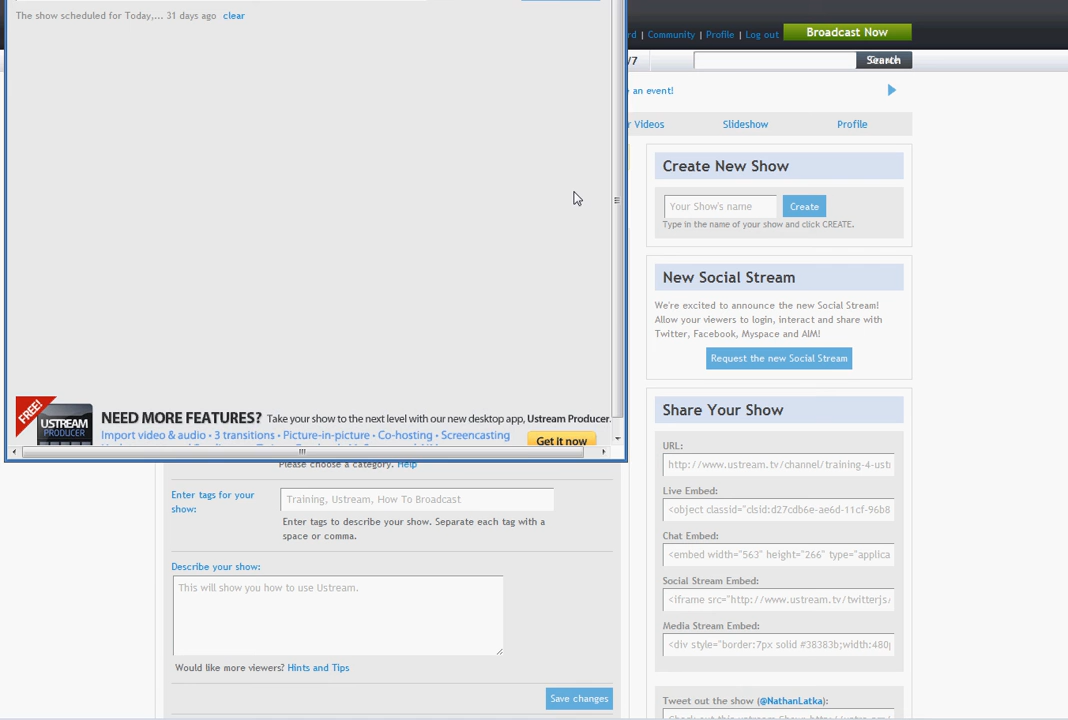 The show scheduled for Today,... 31 days ago clear
rd | Community | Profile | Log out Broadcast Now
/7 Search
an event!
r Videos Slideshow Profile
Create New Show
Your Show's name Create
Type in the name of your show and click CREATE.
New Social Stream
We're excited to announce the new Social Stream!
Allow your viewers to login, interact and share with
Twitter, Facebook, Myspace and AIM!
Request the new Social Stream
Share Your Show
URL:
http://www.ustream.tv/channel/training-4-ust
Live Embed:
<object classid="clsid:d27cdb6e-ae6d-11cf-96b8
Chat Embed:
<embed width="563" height="266" type="applica
Social Stream Embed:
<iframe src="http://www.ustream.tv/twitterjs/
Media Stream Embed:
<div style="border:7px solid #38383b;width:480p
Tweet out the show (@NathanLatka):
FREE!
USTREAM
PRODUCER
NEED MORE FEATURES? Take your show to the next level with our new desktop app, Ustream Producer.
Import video & audio • 3 transitions • Picture-in-picture • Co-hosting • Screencasting
Get it now
Please choose a category. Help
Enter tags for your
show:
Training, Ustream, How To Broadcast
Enter tags to describe your show. Separate each tag with a
space or comma.
Describe your show:
This will show you how to use Ustream.
Would like more viewers? Hints and Tips
Save changes